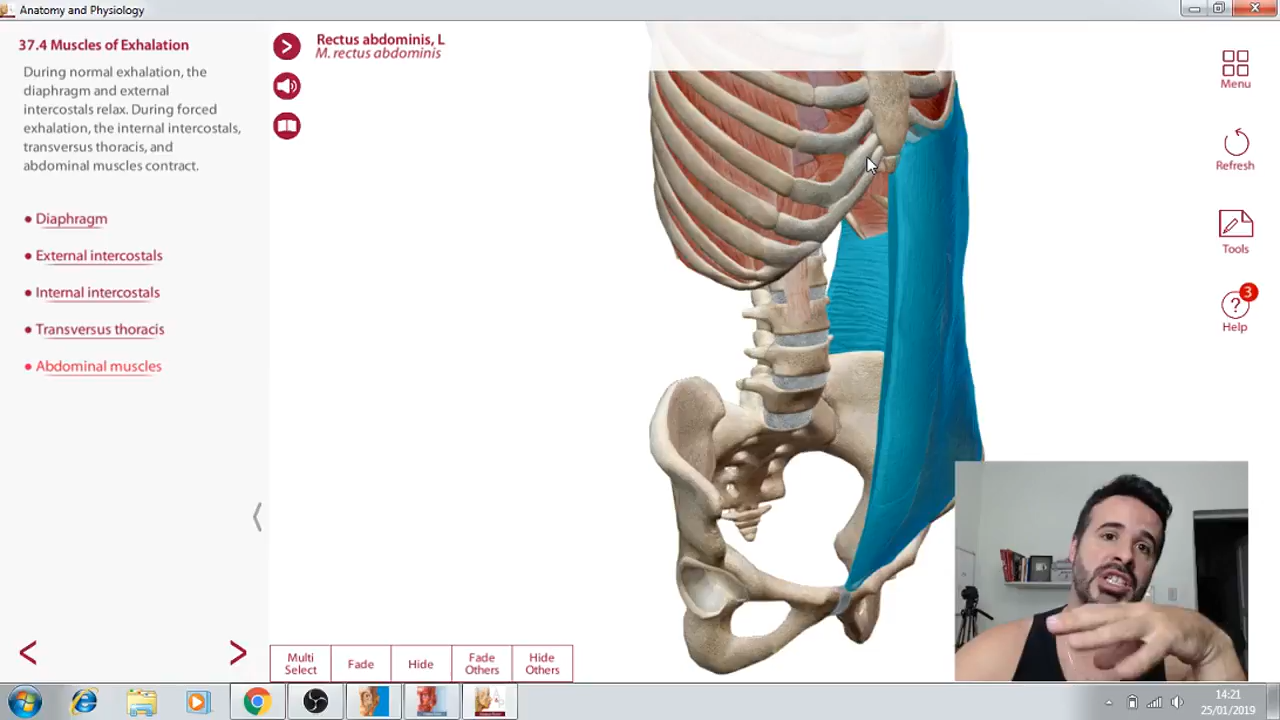 Anatomy and Physiology
37.4 Muscles of Exhalation
During normal exhalation, the
diaphragm and external
intercostals relax. During forced
exhalation, the internal intercostals,
transversus thoracis, and
abdominal muscles contract.
• Diaphragm
• External intercostals
• Internal intercostals
• Transversus thoracis
• Abdominal muscles
Rectus abdominis, L
M. rectus abdominis
Menu
Refresh
Tools
3
Help
Multi
Select
Fade
Hide
Fade
Others
Hide
Others
14:21
25/01/2019